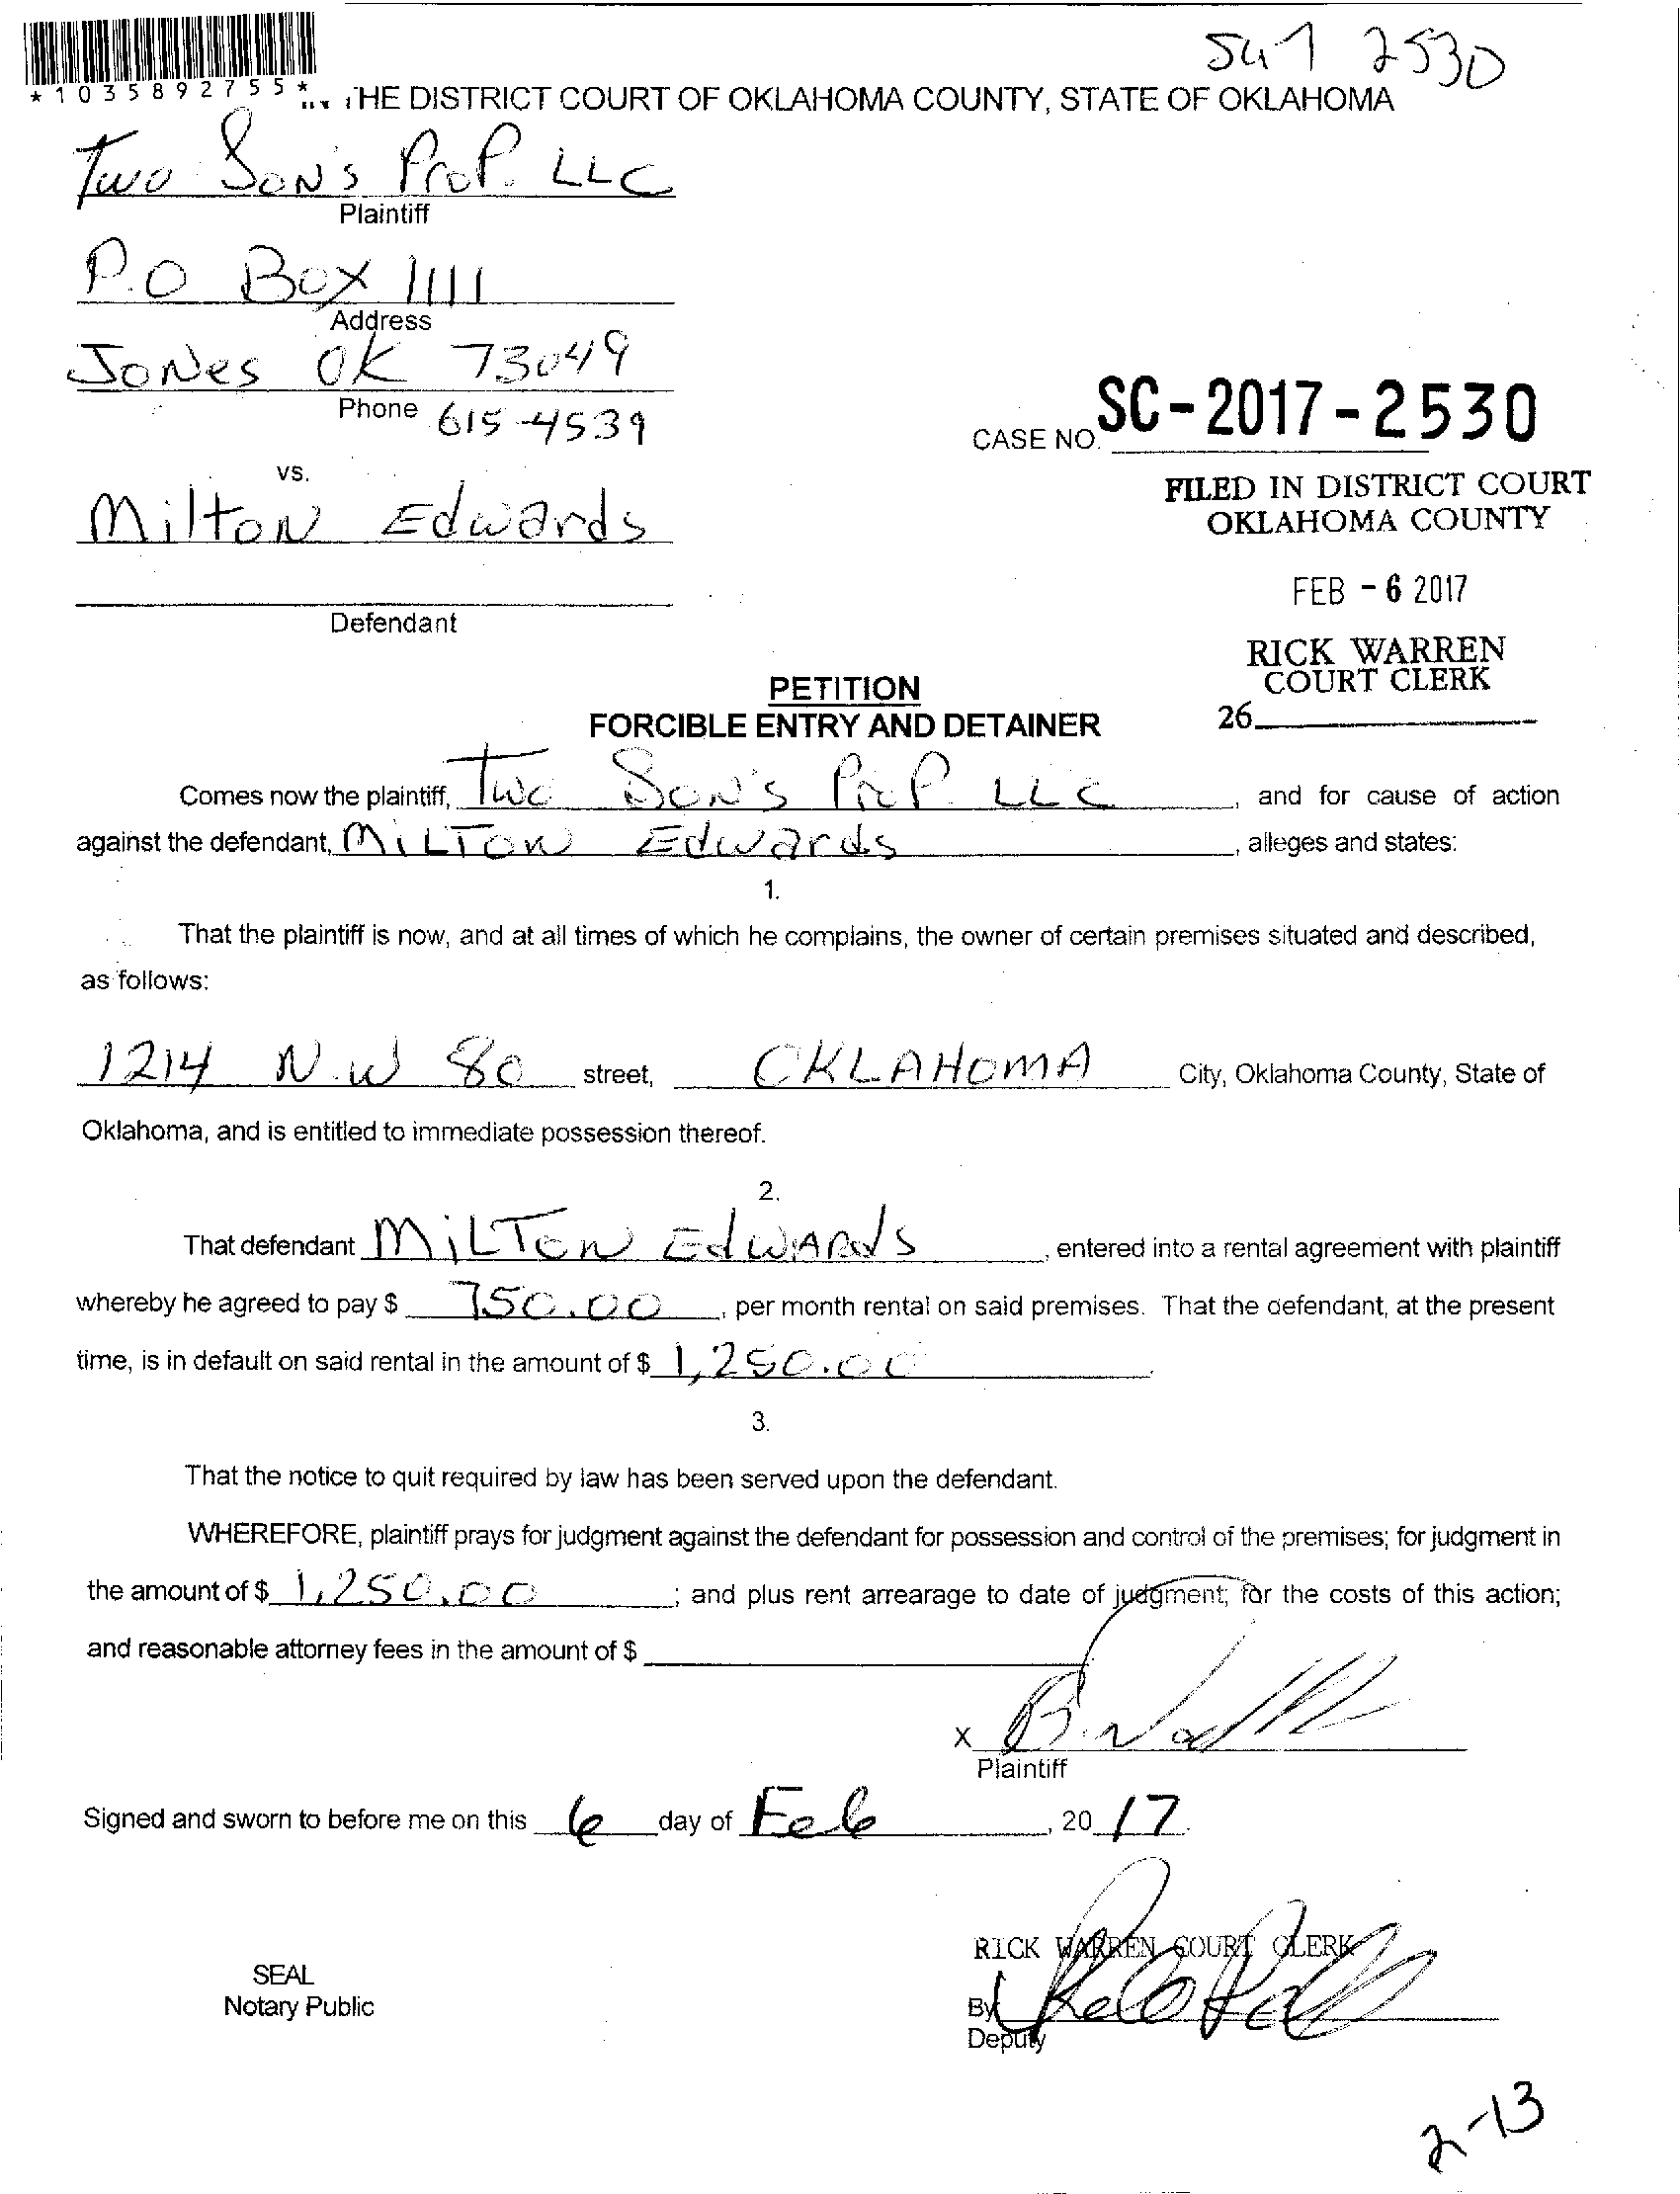 2530
*1035892755*
THE DISTRICT COURT OF OKLAHOMA COUNTY, STATE OF OKLAHOMA
Two Son's Prop. LLC
Plaintiff
P.O Box 1111
Address
Jones OK 73049
Phone 615-4539
CASE NO. SC-2017-2530
vs.
Milton Edwards
FILED IN DISTRICT COURT
OKLAHOMA COUNTY
FEB - 6 2017
Defendant
RICK WARREN
COURT CLERK
26
PETITION
FORCIBLE ENTRY AND DETAINER
Comes now the plaintiff, Two Son's Prop. LLC, and for cause of action
against the defendant, Milton Edwards, alleges and states:
1.
That the plaintiff is now, and at all times of which he complains, the owner of certain premises situated and described,
as follows:
1214 N.W 80 street, OKLAHOMA City, Oklahoma County, State of
Oklahoma, and is entitled to immediate possession thereof.
2.
That defendant Milton Edwards, entered into a rental agreement with plaintiff
whereby he agreed to pay $ 750.00, per month rental on said premises. That the defendant, at the present
time, is in default on said rental in the amount of $ 1,250.00.
3.
That the notice to quit required by law has been served upon the defendant.
WHEREFORE, plaintiff prays for judgment against the defendant for possession and control of the premises; for judgment in
the amount of $ 1,250.00; and plus rent arrearage to date of judgment; for the costs of this action;
and reasonable attorney fees in the amount of $
X
Plaintiff
Signed and sworn to before me on this 6 day of Feb, 20 17.
RICK WARREN COURT CLERK
SEAL
Notary Public
By
Deputy
2-13